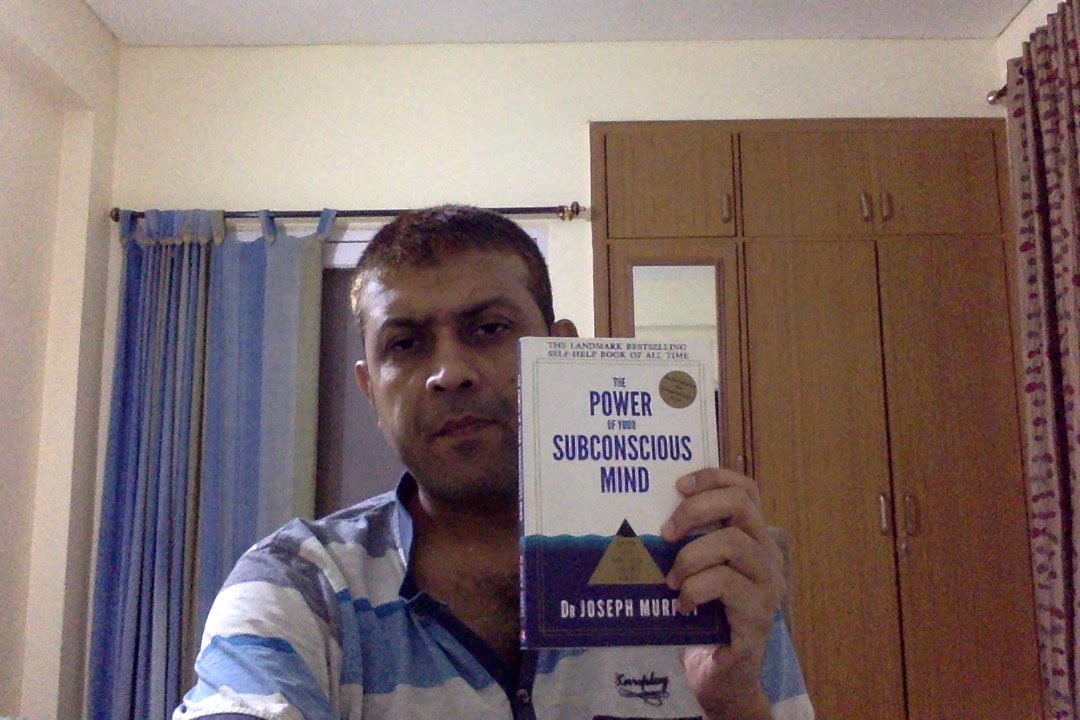 THE LANDMARK BESTSELLING
SELF-HELP BOOK OF ALL TIME
THE
POWER
OF YOUR
SUBCONSCIOUS
MIND
DR JOSEPH MURPHY